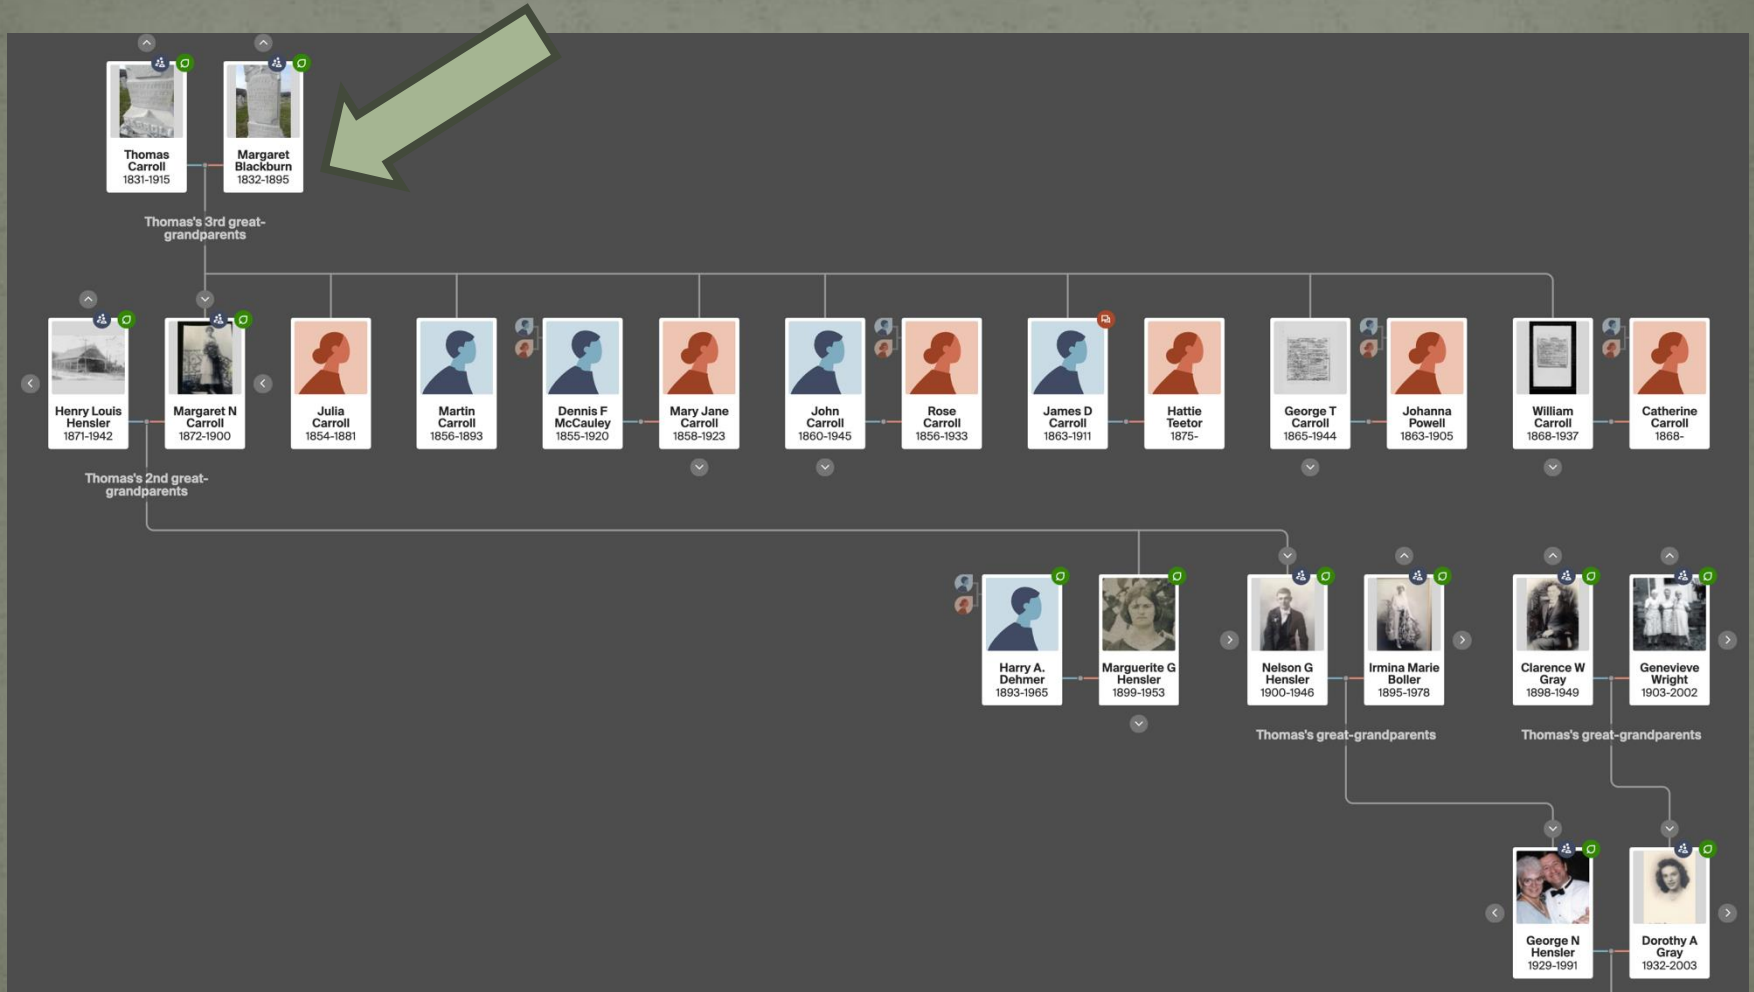 Thomas
Carroll
1831-1915
Margaret
Blackburn
1832-1895
Thomas's 3rd great-
grandparents
Henry Louis
Hensler
1871-1942
Margaret N
Carroll
1872-1900
Julia
Carroll
1854-1881
Martin
Carroll
1856-1893
Dennis F
McCauley
1855-1920
Mary Jane
Carroll
1858-1923
John
Carroll
1860-1945
Rose
Carroll
1856-1933
James D
Carroll
1863-1911
Hattie
Teetor
1875-
George T
Carroll
1865-1944
Johanna
Powell
1863-1905
William
Carroll
1868-1937
Catherine
Carroll
1868-
Thomas's 2nd great-
grandparents
Harry A.
Dehmer
1893-1965
Marguerite G
Hensler
1899-1953
Nelson G
Hensler
1900-1946
Irmina Marie
Boller
1895-1978
Clarence W
Gray
1898-1949
Genevieve
Wright
1903-2002
Thomas's great-grandparents
Thomas's great-grandparents
George N
Hensler
1929-1991
Dorothy A
Gray
1932-2003